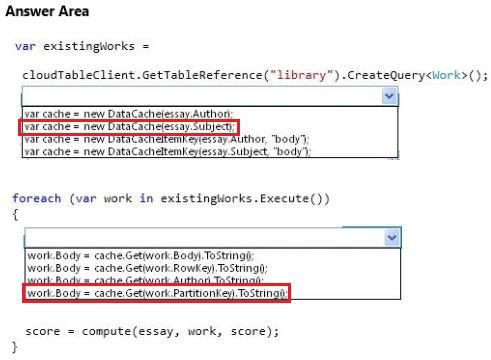 Answer Area
var existingWorks =
cloudTableClient.GetTableReference("library").CreateQuery<Work>();
var cache = new DataCache(essay.Author);
var cache = new DataCache(essay.Subject);
var cache = new DataCacheItemKey(essay.Author, "body");
var cache = new DataCacheItemKey(essay.Subject, "body");
foreach (var work in existingWorks.Execute())
{
work.Body = cache.Get(work.Body).ToString();
work.Body = cache.Get(work.RowKey).ToString();
work.Body = cache.Get(work.Author).ToString();
work.Body = cache.Get(work.PartitionKey).ToString();
score = compute(essay, work, score);
}